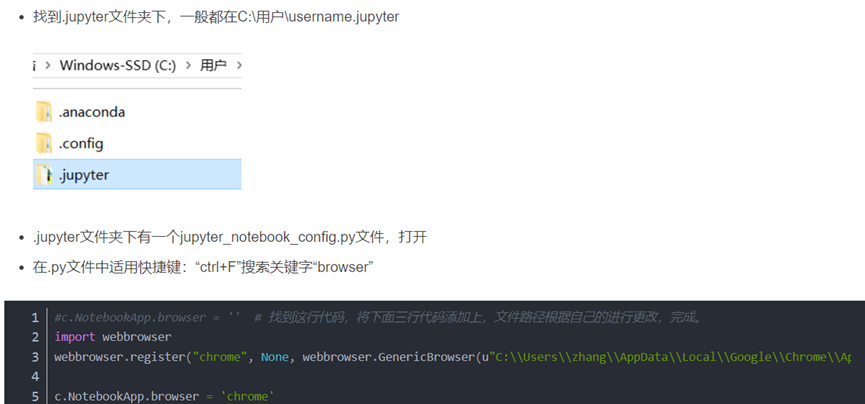 找到.jupyter文件夹下，一般都在C:\用户\username.jupyter
Windows-SSD (C:) > 用户 >
.anaconda
.config
.jupyter
.jupyter文件夹下有一个jupyter_notebook_config.py文件，打开
在.py文件中适用快捷键：“ctrl+F”搜索关键字“browser”
1 #c.NotebookApp.browser = ''  # 找到这行代码，将下面三行代码添加上，文件路径根据自己的进行更改，完成。
2 import webbrowser
3 webbrowser.register("chrome", None, webbrowser.GenericBrowser(u"C:\\Users\\zhang\\AppData\\Local\\Google\\Chrome\\Ap
4
5 c.NotebookApp.browser = 'chrome'